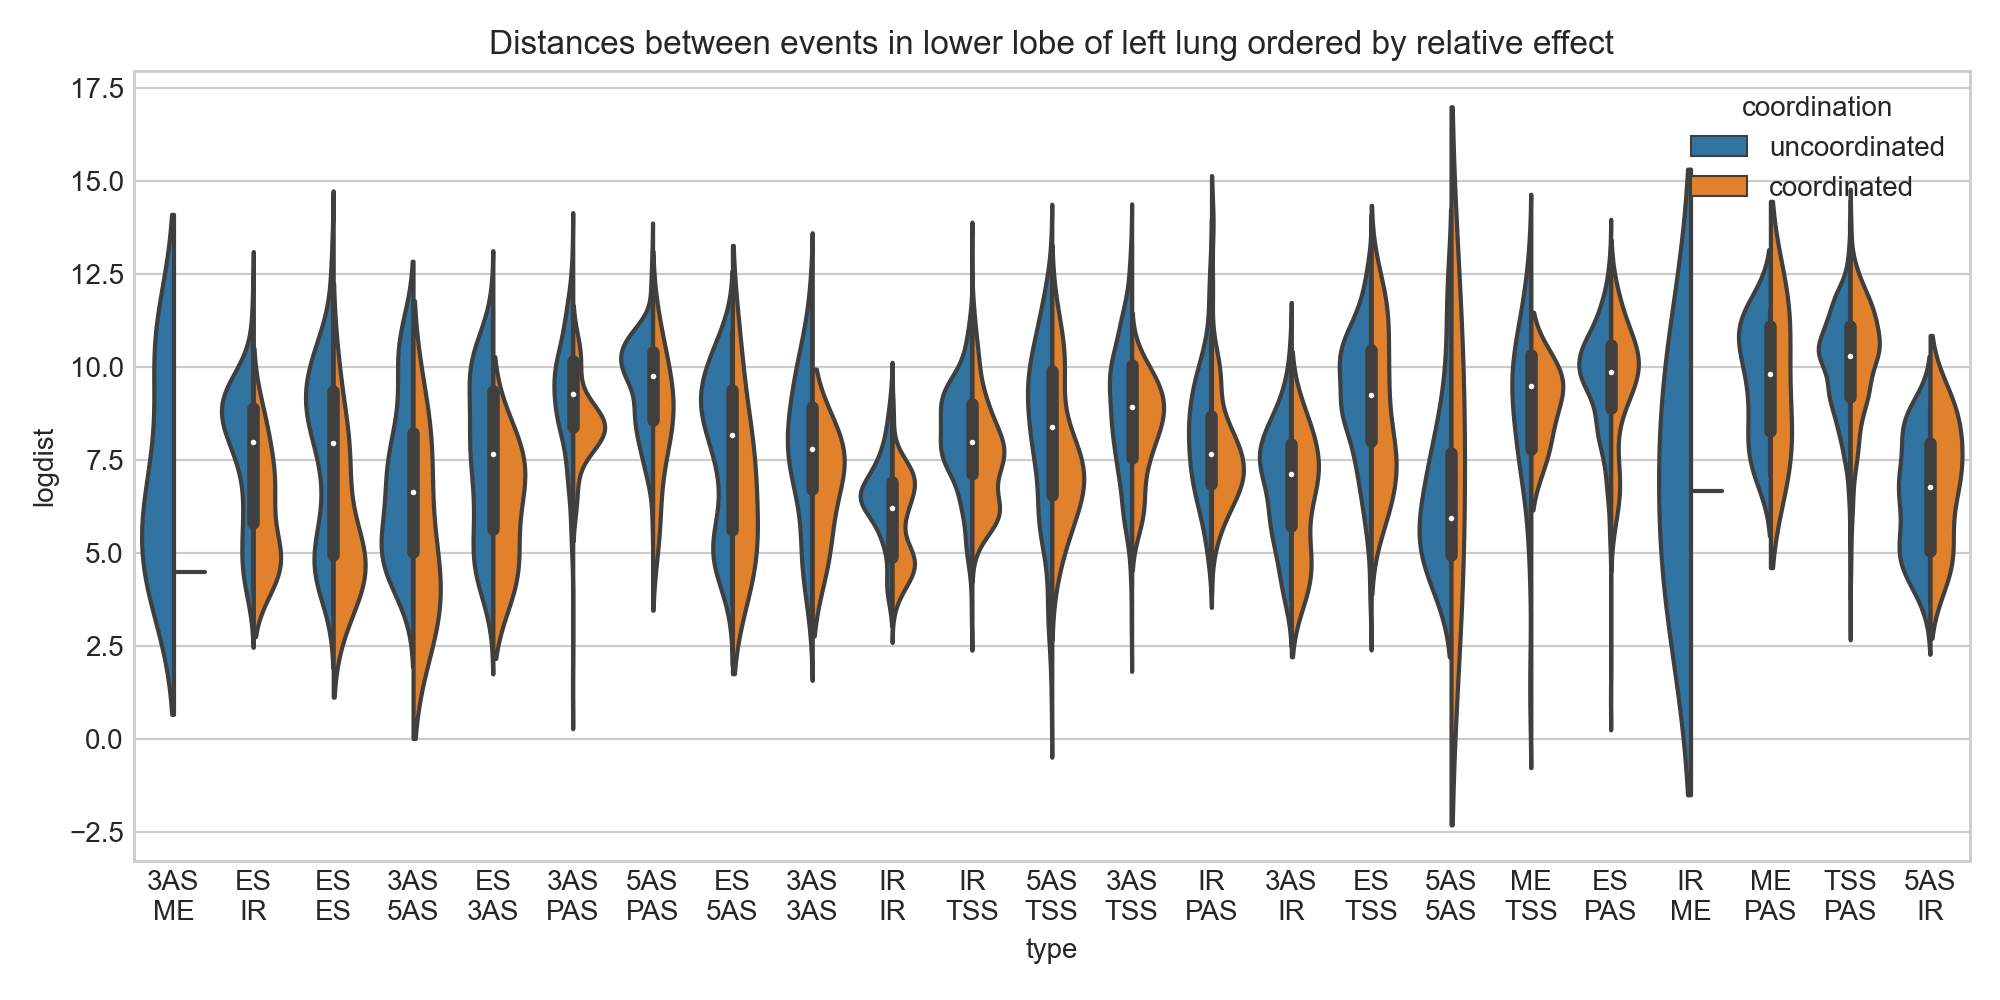 Distances between events in lower lobe of left lung ordered by relative effect
coordination
uncoordinated
coordinated
17.5
15.0
12.5
10.0
7.5
5.0
2.5
0.0
−2.5
logdist
3AS ES ES 3AS ES 3AS 5AS ES 3AS IR IR 5AS 3AS IR 3AS ES 5AS ME ES IR ME TSS 5AS
ME IR ES 5AS 3AS PAS PAS 5AS 3AS IR TSS TSS TSS PAS IR TSS 5AS TSS PAS ME PAS PAS IR
type